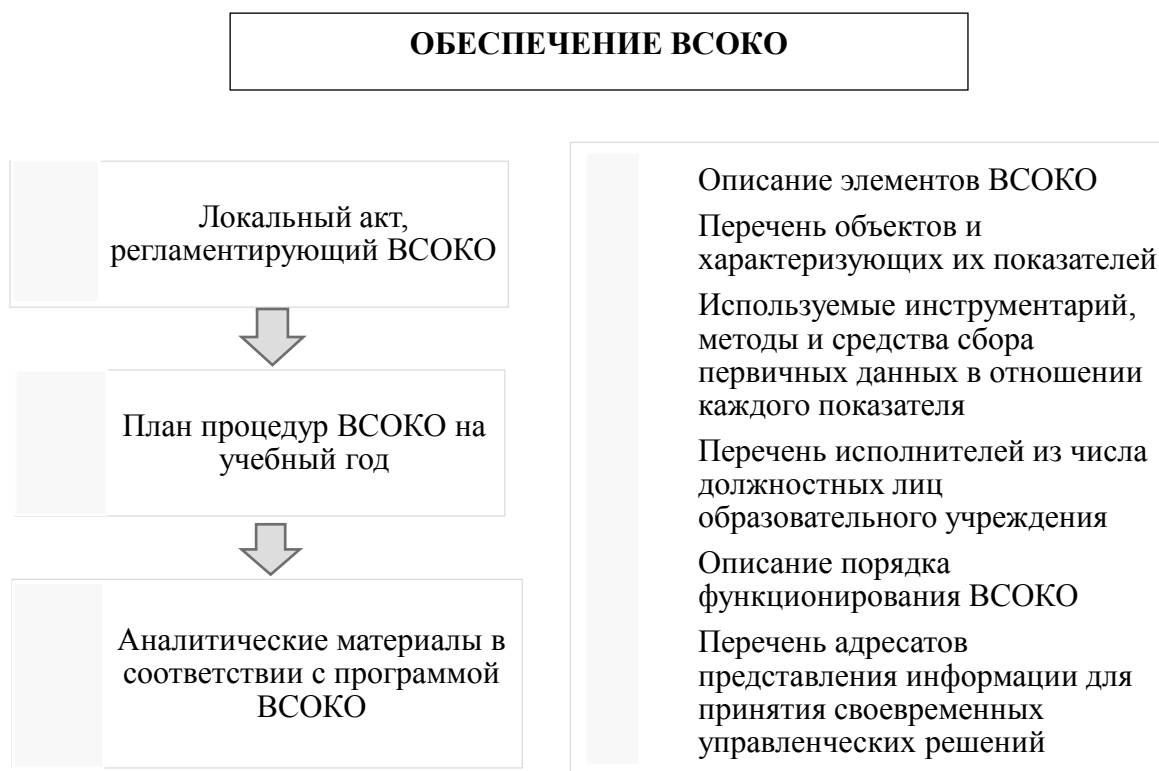 ОБЕСПЕЧЕНИЕ ВСОКО
Локальный акт,
регламентирующий ВСОКО
План процедур ВСОКО на
учебный год
Аналитические материалы в
соответствии с программой
ВСОКО
Описание элементов ВСОКО
Перечень объектов и
характеризующих их показателей
Используемые инструментарий,
методы и средства сбора
первичных данных в отношении
каждого показателя
Перечень исполнителей из числа
должностных лиц
образовательного учреждения
Описание порядка
функционирования ВСОКО
Перечень адресатов
представления информации для
принятия своевременных
управленческих решений